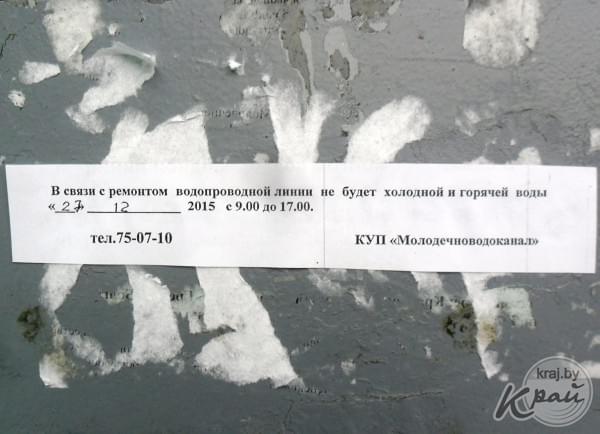 В связи с ремонтом водопроводной линии не будет холодной и горячей воды
«27» 12 2015 с 9.00 до 17.00.
тел.75-07-10 КУП «Молодечноводоканал»
kraj.by
Край